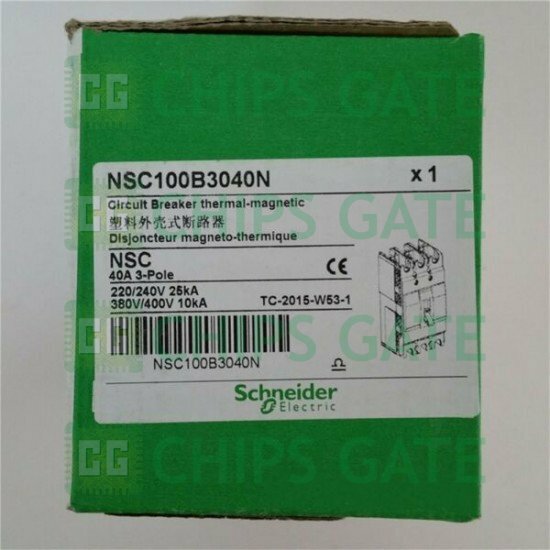 CG CHIPS GATE
NSC100B3040N x 1
Circuit Breaker thermal-magnetic
塑料外壳式断路器
Disjoncteur magneto-thermique
NSC
40A 3-Pole
220/240V 25kA
380V/400V 10kA
CE
TC-2015-W53-1
NSC100B3040N
Schneider
Electric
CG CHIPS GATE
CG CHIPS GATE
CG CHIPS GATE